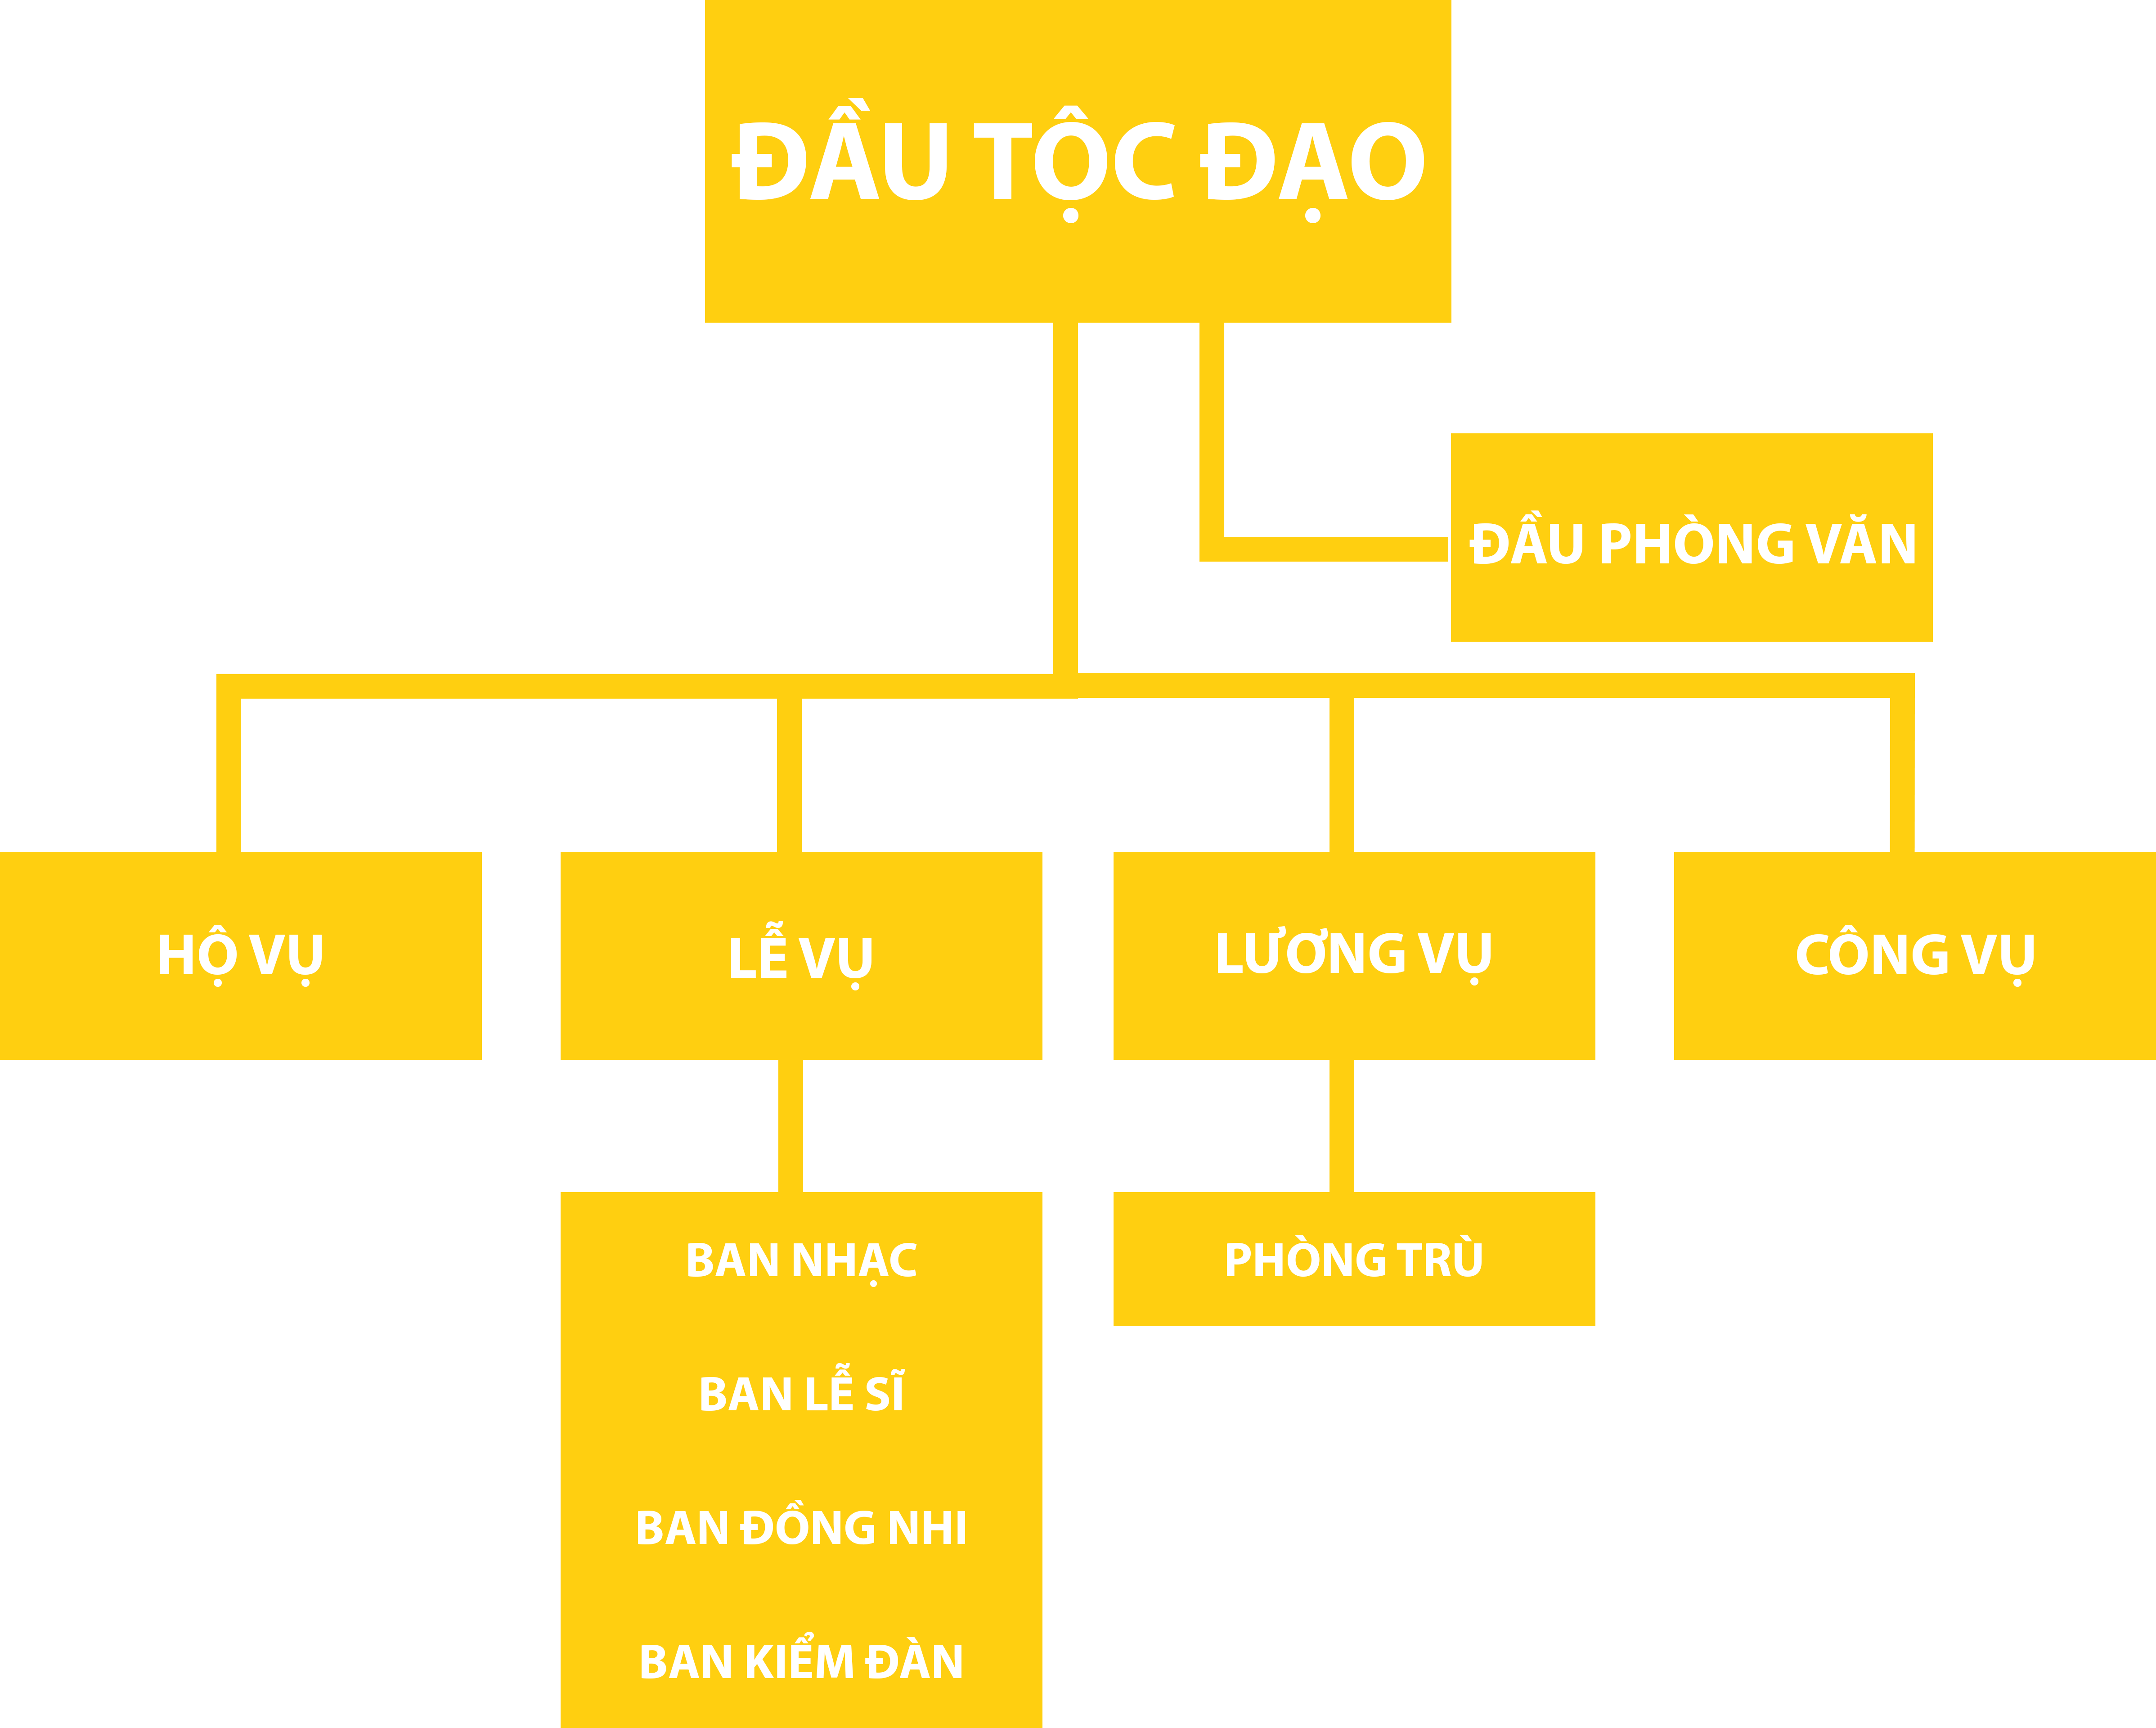 ĐẦU TỘC ĐẠO
ĐẦU PHÒNG VĂN
HỘ VỤ
LỄ VỤ
LƯƠNG VỤ
CÔNG VỤ
BAN NHẠC
PHÒNG TRÙ
BAN LỄ SĨ
BAN ĐỒNG NHI
BAN KIỂM ĐÀN